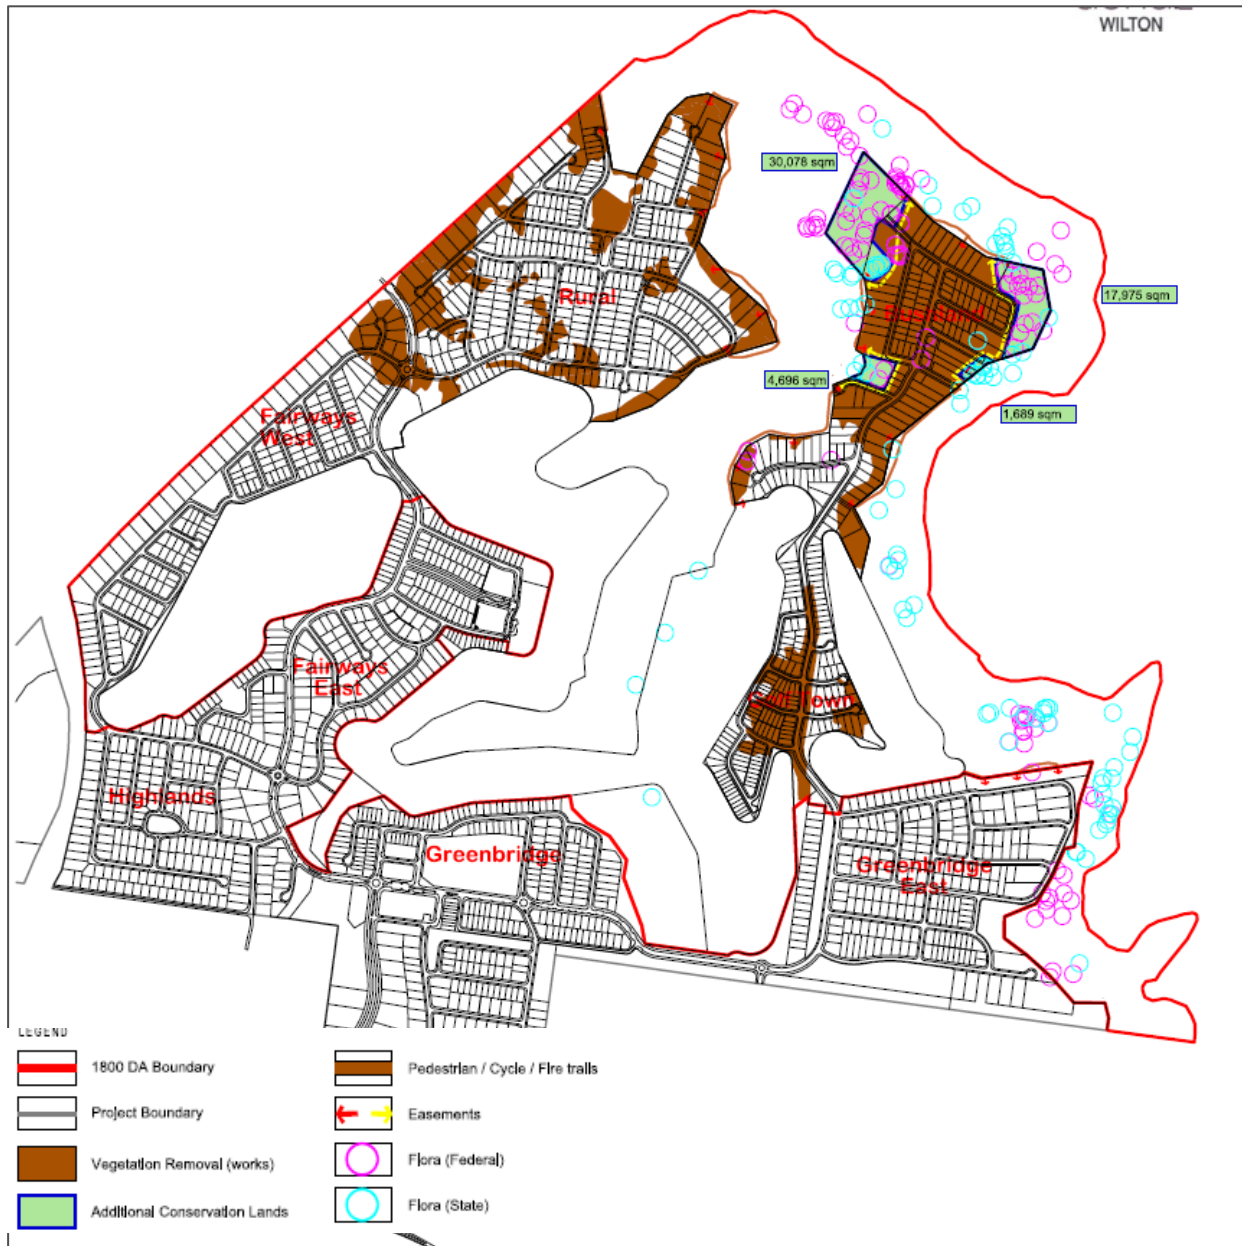 WILTON
30,078 sqm
17,975 sqm
Rural
4,696 sqm
1,689 sqm
Fairways
West
Fairways
East
Golf Town
Highlands
Greenbridge
Greenbridge
East
LEGEND
1800 DA Boundary
Project Boundary
Vegetation Removal (works)
Additional Conservation Lands
Pedestrian / Cycle / Fire trails
Easements
Flora (Federal)
Flora (State)